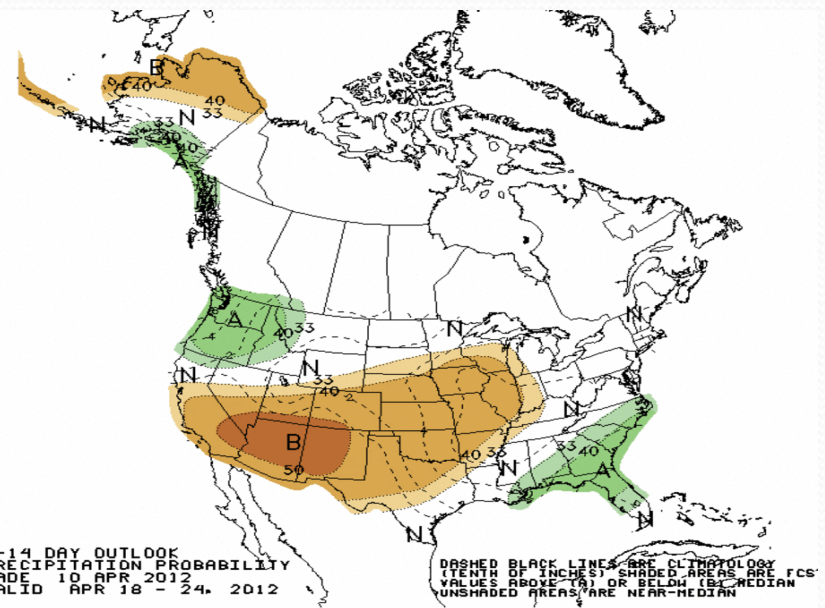 B
40
40
N 33
N
33
40
A
N
A
40 33
N
N
N
N
33
40
2
N
B
50
40 33
N
33 40
A
N
N
-14 DAY OUTLOOK
RECIPITATION PROBABILITY
ADE 10 APR 2012
ALID APR 18 - 24, 2012
DASHED BLACK LINES ARE CLIMATOLOGY
(TENTH OF INCHES) SHADED AREAS ARE FCS
VALUES ABOVE (A) OR BELOW (B) MEDIAN
UNSHADED AREAS ARE NEAR-MEDIAN